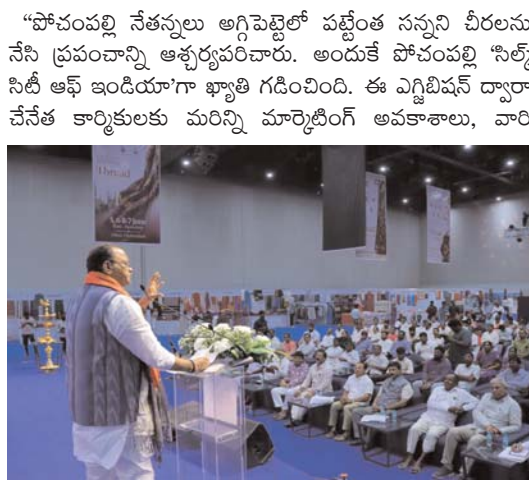 “పోచంపల్లి నేతన్నలు అగ్గిపెట్టెలో పట్టేంత సన్నని చీరలను
నేసి ప్రపంచాన్ని ఆశ్చర్యపరిచారు. అందుకే పోచంపల్లి ‘సిల్క్
సిటీ ఆఫ్ ఇండియా’గా ఖ్యాతి గడించింది. ఈ ఎగ్జిబిషన్ ద్వారా
చేనేత కార్మికులకు మరిన్ని మార్కెటింగ్ అవకాశాలు, వారి
Thread